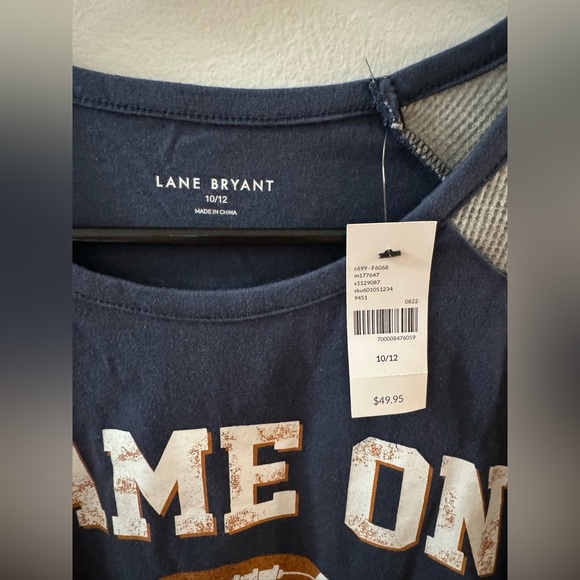 LANE BRYANT
10/12
MADE IN CHINA
c699 - F6068
m177647
s1129087
sku601051234
9451 0822
700008476059
10/12
$49.95
AME ON